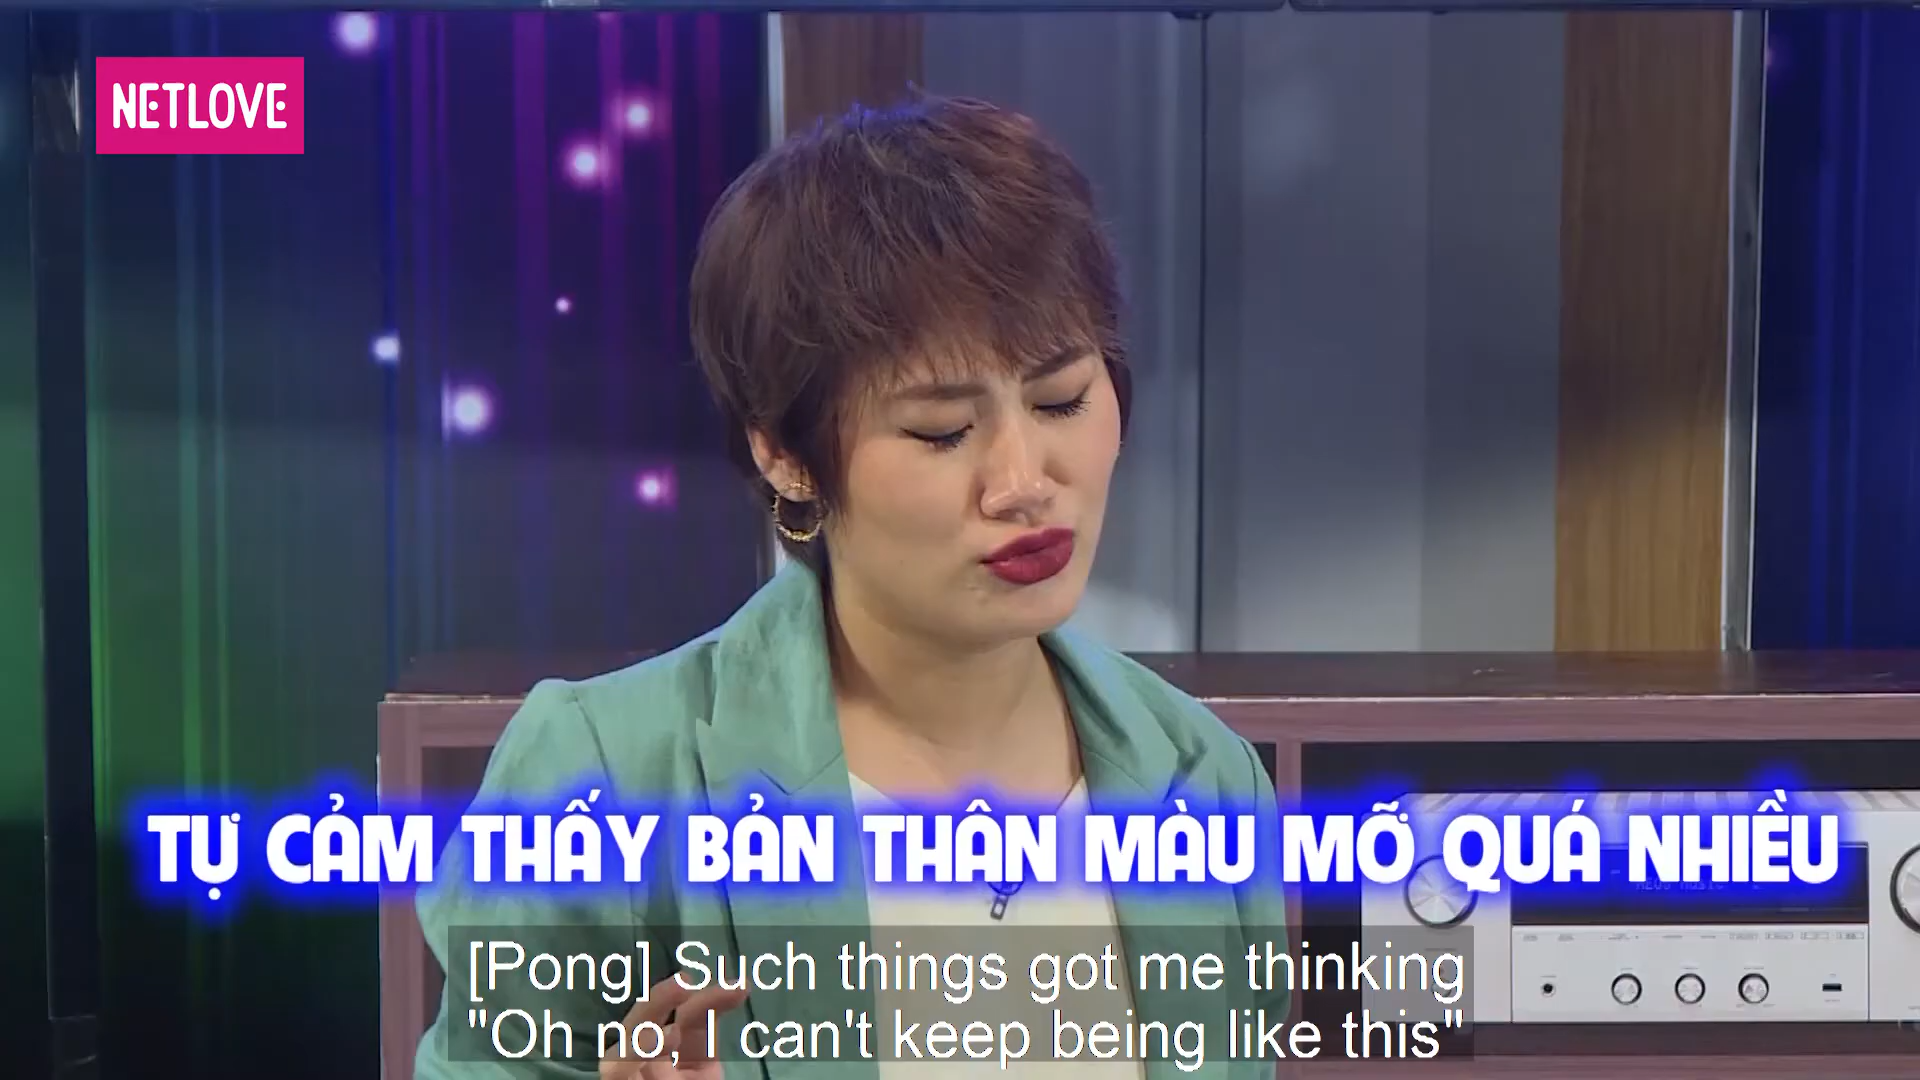 NETLOVE
TỰ CẢM THẤY BẢN THÂN MÀU MỠ QUÁ NHIỀU
[Pong] Such things got me thinking
"Oh no, I can't keep being like this"